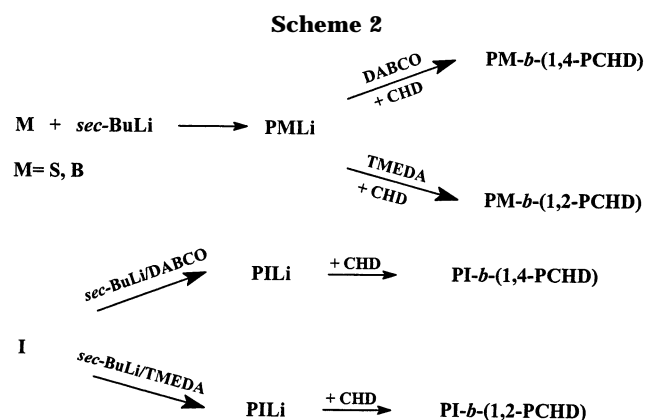 Scheme 2
DABCO
+ CHD
PM-b-(1,4-PCHD)
M + sec-BuLi PMLi
M= S, B
TMEDA
+ CHD
PM-b-(1,2-PCHD)
sec-BuLi/DABCO
PILi + CHD PI-b-(1,4-PCHD)
I
sec-BuLi/TMEDA
PILi + CHD PI-b-(1,2-PCHD)